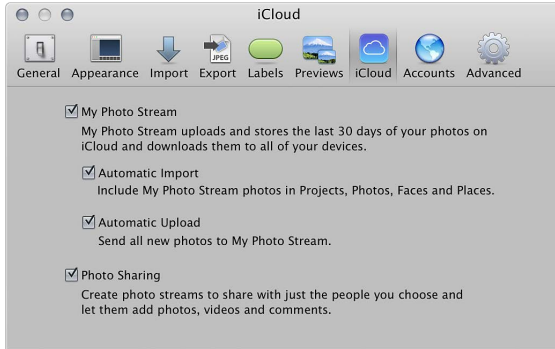 iCloud
General Appearance Import Export Labels Previews iCloud Accounts Advanced
JPEG
My Photo Stream
My Photo Stream uploads and stores the last 30 days of your photos on
iCloud and downloads them to all of your devices.
Automatic Import
Include My Photo Stream photos in Projects, Photos, Faces and Places.
Automatic Upload
Send all new photos to My Photo Stream.
Photo Sharing
Create photo streams to share with just the people you choose and
let them add photos, videos and comments.